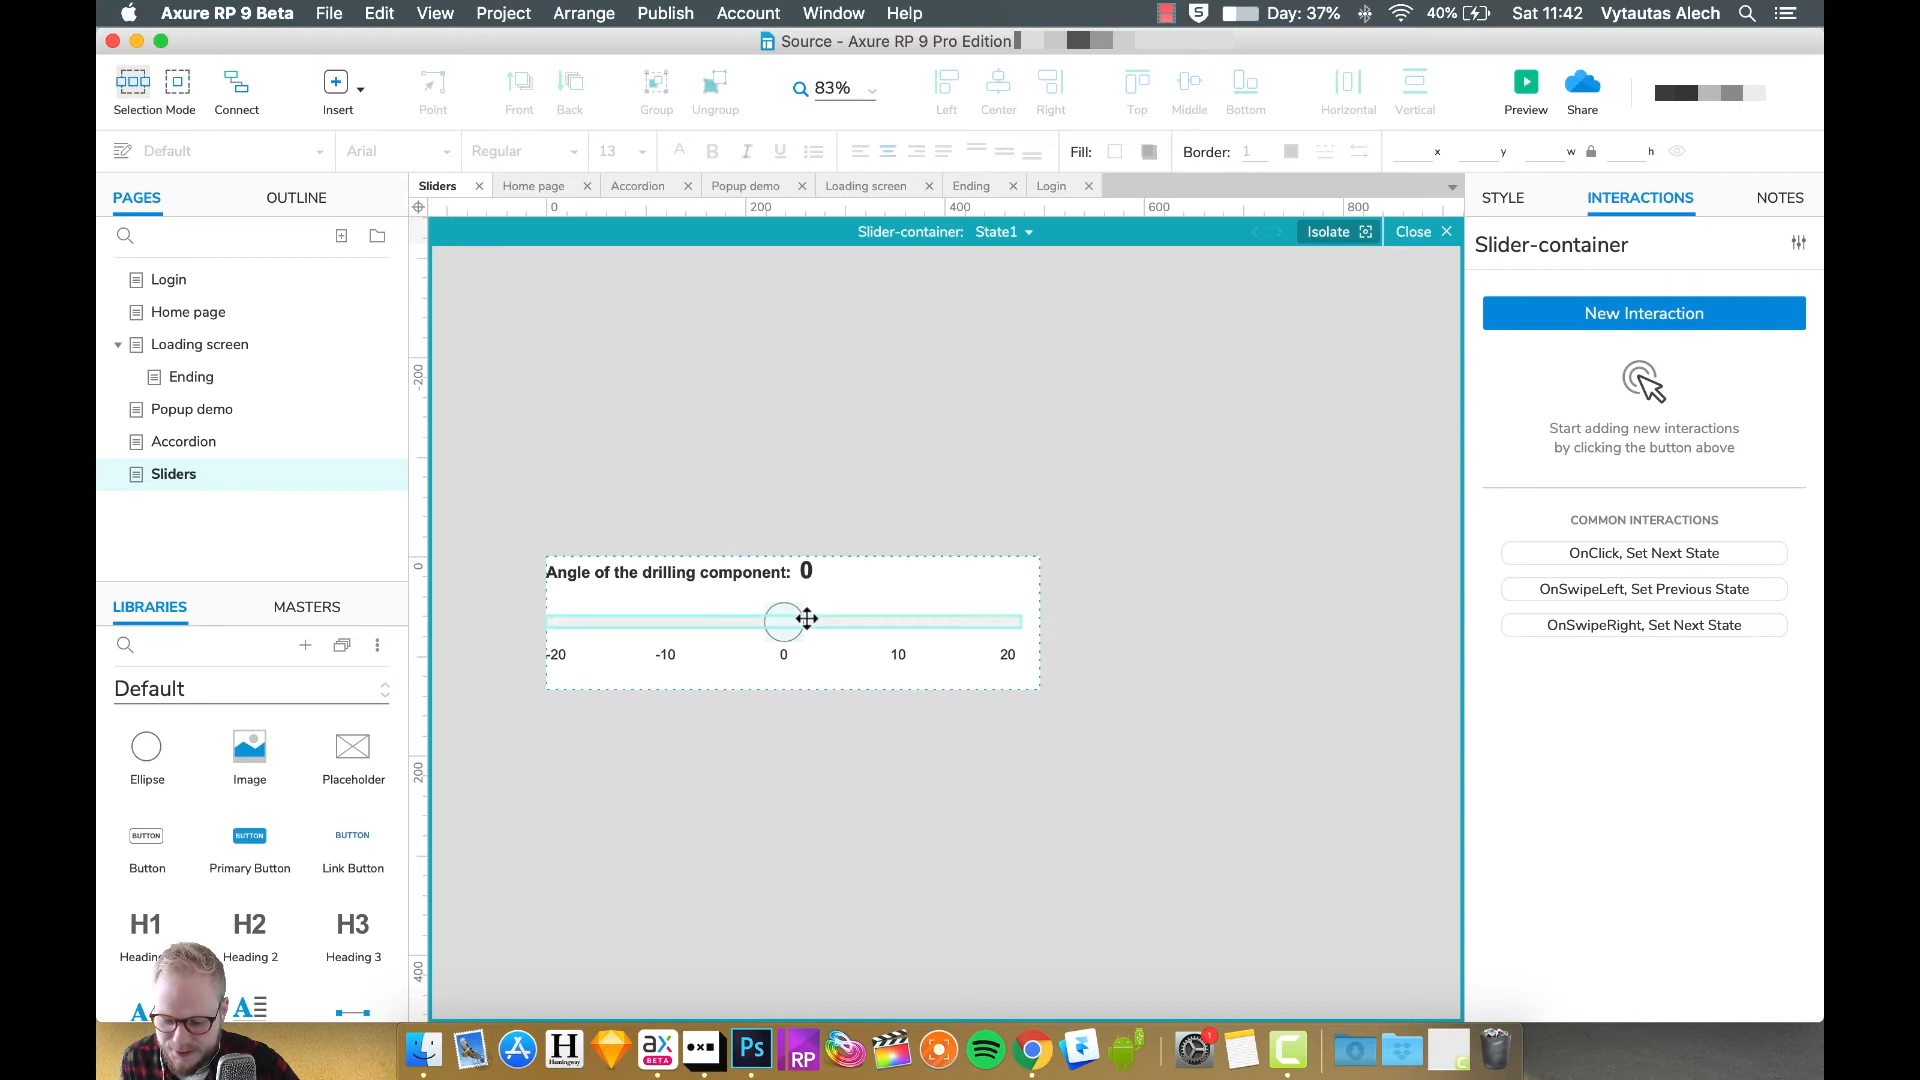 Axure RP 9 Beta File Edit View Project Arrange Publish Account Window Help S Day: 37% 40% Sat 11:42 Vytautas Alech
Source - Axure RP 9 Pro Edition
83%
Selection Mode Connect Insert Point Front Back Group Ungroup Left Center Right Top Middle Bottom Horizontal Vertical Preview Share
Default Arial Regular 13 A B I U Fill: Border: 1 x y w h
PAGES OUTLINE
Sliders Home page Accordion Popup demo Loading screen Ending Login
STYLE INTERACTIONS NOTES
0 200 400 600 800
Slider-container: State1 Isolate Close
Slider-container
Login
Home page
Loading screen
Ending
Popup demo
Accordion
Sliders
New Interaction
Start adding new interactions
by clicking the button above
COMMON INTERACTIONS
OnClick, Set Next State
OnSwipeLeft, Set Previous State
OnSwipeRight, Set Next State
-200
0
200
400
Angle of the drilling component: 0
-20 -10 0 10 20
LIBRARIES MASTERS
Default
Ellipse Image Placeholder
BUTTON BUTTON BUTTON
Button Primary Button Link Button
H1 H2 H3
Heading 2 Heading 3
A
H
Hemingway
aX
BETA
Ps
RP
1